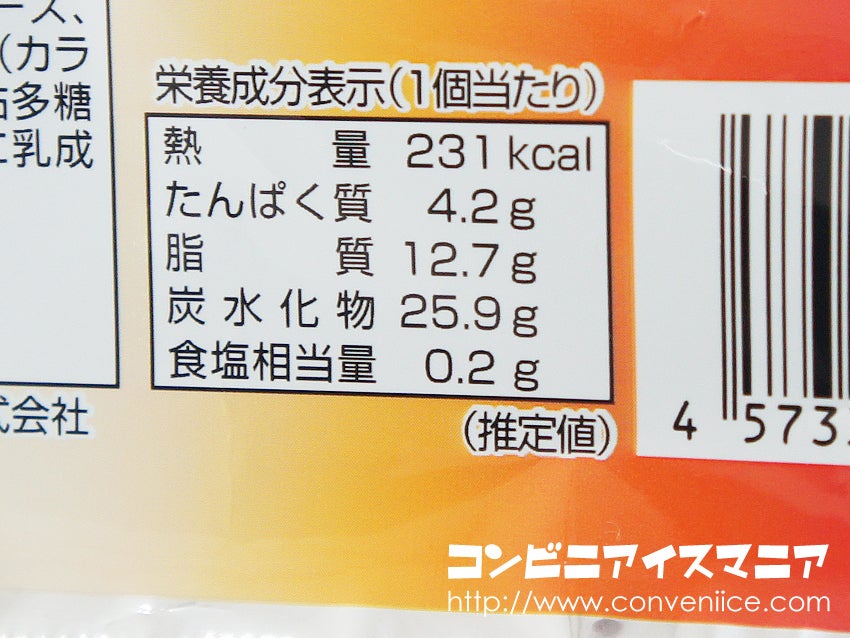 ース、
(カラ
粘多糖
に乳成
式会社
栄養成分表示(1個当たり)
熱量 231kcal
たんぱく質 4.2g
脂質 12.7g
炭水化物 25.9g
食塩相当量 0.2g
(推定値)
4 573
コンビニアイスマニア
http://www.conveniice.com